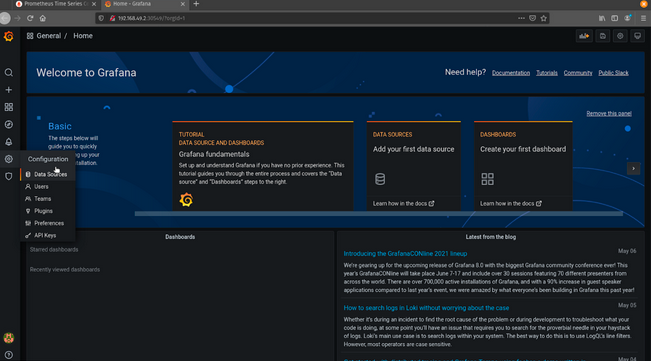 Prometheus Time Series
Home - Grafana
192.168.49.2:30549/?orgId=1
General / Home
Welcome to Grafana
Need help? Documentation Tutorials Community Public Slack
Remove this panel
Basic
The steps below will
guide you to quickly
TUTORIAL
DATA SOURCE AND DASHBOARDS
Grafana fundamentals
Set up and understand Grafana if you have no prior experience. This
tutorial guides you through the entire process and covers the "Data
source" and "Dashboards" steps to the right.
DATA SOURCES
Add your first data source
Learn how in the docs
DASHBOARDS
Create your first dashboard
Learn how in the docs
Configuration
Data Sources
Users
Teams
Plugins
Preferences
API Keys
Dashboards
Starred dashboards
Recently viewed dashboards
Latest from the blog
May 06
Introducing the GrafanaCONline 2021 lineup
We're gearing up for the upcoming release of Grafana 8.0 with the biggest Grafana community conference ever! This
year's GrafanaCONline will take place June 7-17 and include over 30 sessions featuring 70 different presenters from
across the world. There are over 700,000 active installations of Grafana, and with a 90% increase in guest speaker
applications compared to last year's event, we were amazed by what everyone's been building in Grafana this past year!
May 05
How to search logs in Loki without worrying about the case
Whether it's during an incident to find the root cause of the problem or during development to troubleshoot what your
code is doing, at some point you'll have an issue that requires you to search for the proverbial needle in your haystack
of logs. Loki's main use case is to search logs within your system. The best way to do this is to use LogQL's line filters.
However, most operators are case sensitive.
May 04